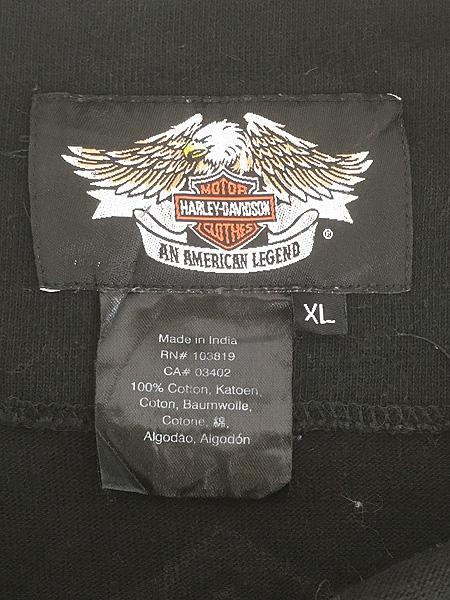 MOTOR
HARLEY-DAVIDSON
CLOTHES
AN AMERICAN LEGEND
®
XL
Made in India
RN# 103819
CA# 03402
100% Cotton, Katoen,
Coton, Baumwolle,
Cotone, 綿,
Algodão, Algodón